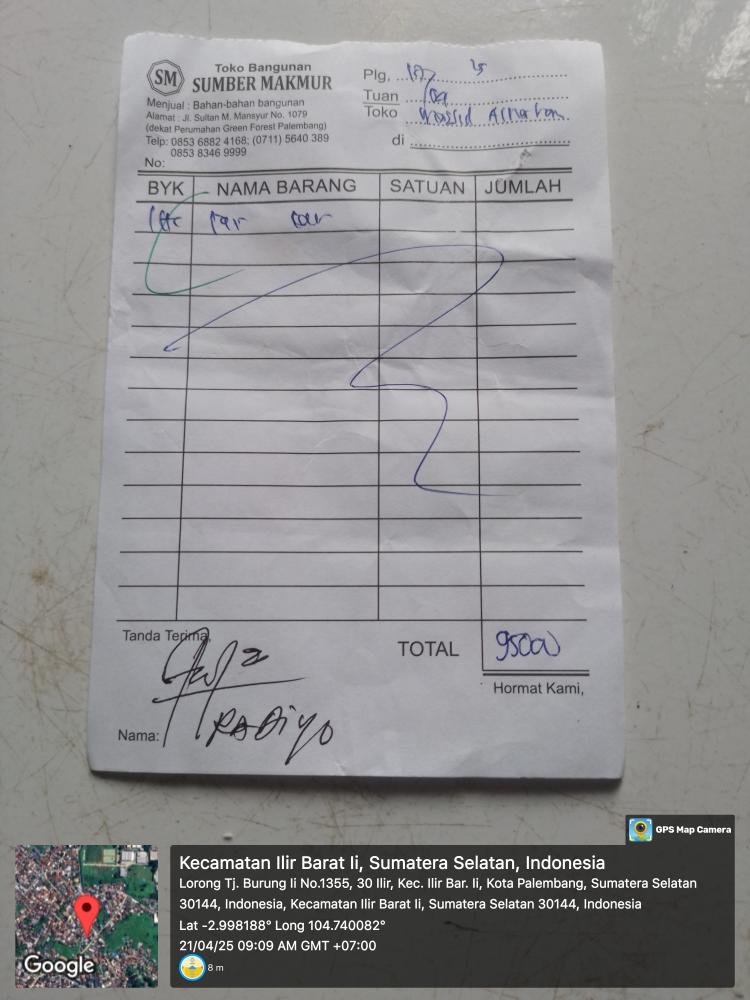 SM
Toko Bangunan
SUMBER MAKMUR
Menjual : Bahan-bahan bangunan
Alamat : Jl. Sultan M. Mansyur No. 1079
(dekat Perumahan Green Forest Palembang)
Telp: 0853 6882 4168; (0711) 5640 389
0853 8346 9999
No:
Plg,
Tuan
Toko
di
BYK NAMA BARANG SATUAN JUMLAH
Tanda Terima,
TOTAL 95000
Hormat Kami,
Nama:
GPS Map Camera
Kecamatan Ilir Barat Ii, Sumatera Selatan, Indonesia
Lorong Tj. Burung Ii No.1355, 30 Ilir, Kec. Ilir Bar. Ii, Kota Palembang, Sumatera Selatan
30144, Indonesia, Kecamatan Ilir Barat Ii, Sumatera Selatan 30144, Indonesia
Lat -2.998188° Long 104.740082°
21/04/25 09:09 AM GMT +07:00
8 m
Google